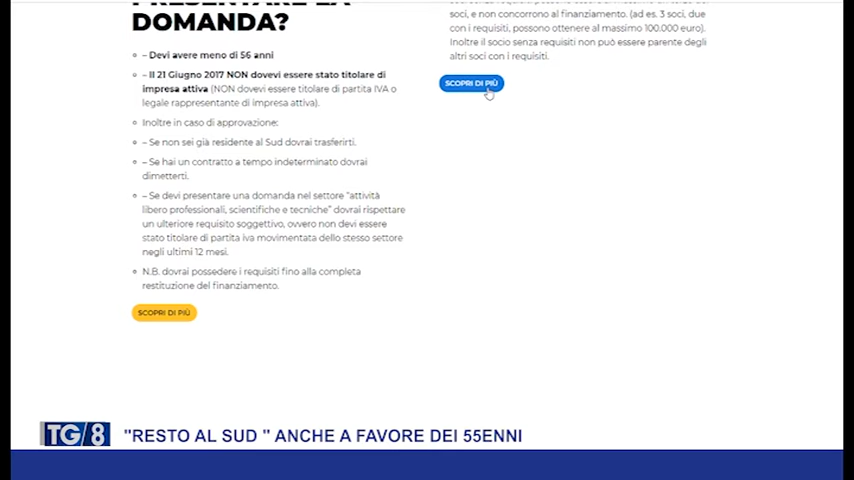 PRESENTARE LA
DOMANDA?
– Devi avere meno di 56 anni
– Il 21 Giugno 2017 NON dovevi essere stato titolare di
impresa attiva (NON dovevi essere titolare di partita IVA o
legale rappresentante di impresa attiva).
Inoltre in caso di approvazione:
– Se non sei già residente al Sud dovrai trasferirti.
– Se hai un contratto a tempo indeterminato dovrai
dimetterti.
– Se devi presentare una domanda nel settore "attività
libero professionali, scientifiche e tecniche" dovrai rispettare
un ulteriore requisito soggettivo, ovvero non devi essere
stato titolare di partita iva movimentata dello stesso settore
negli ultimi 12 mesi.
N.B. dovrai possedere i requisiti fino alla completa
restituzione del finanziamento.
SCOPRI DI PIÙ
soci, e non concorrono al finanziamento. (ad es. 3 soci, due
con i requisiti, possono ottenere al massimo 100.000 euro).
Inoltre il socio senza requisiti non può essere parente degli
altri soci con i requisiti.
SCOPRI DI PIÙ
TG/8
"RESTO AL SUD " ANCHE A FAVORE DEI 55ENNI